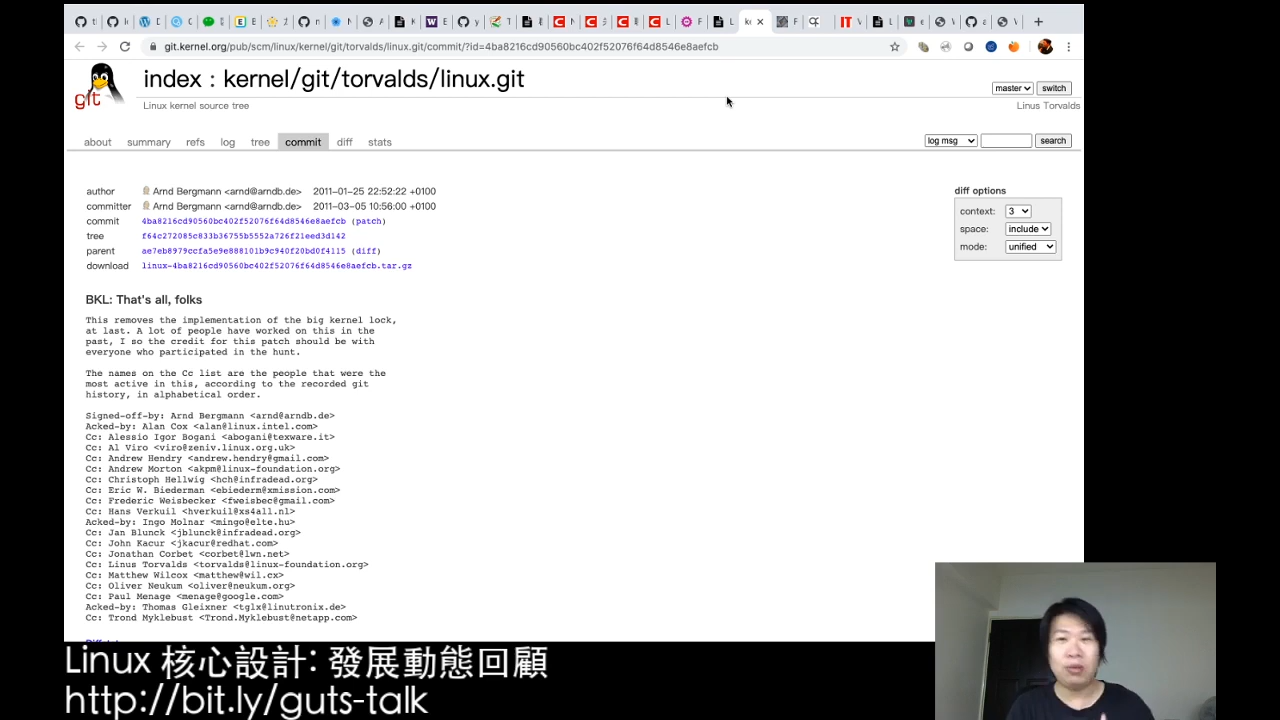 git.kernel.org/pub/scm/linux/kernel/git/torvalds/linux.git/commit/?id=4ba8216cd90560bc402f52076f64d8546e8aefcb
git
index : kernel/git/torvalds/linux.git
master switch
Linux kernel source tree
Linus Torvalds
about summary refs log tree commit diff stats
log msg search
author Arnd Bergmann <arnd@arndb.de> 2011-01-25 22:52:22 +0100
committer Arnd Bergmann <arnd@arndb.de> 2011-03-05 10:56:00 +0100
commit 4ba8216cd90560bc402f52076f64d8546e8aefcb (patch)
tree f64c272085c833b36755b5552a726f21eed3d142
parent ae7eb8979ccfa5e9e888101b9c940f20bd0f4115 (diff)
download linux-4ba8216cd90560bc402f52076f64d8546e8aefcb.tar.gz
diff options
context: 3
space: include
mode: unified
BKL: That's all, folks
This removes the implementation of the big kernel lock,
at last. A lot of people have worked on this in the
past, I so the credit for this patch should be with
everyone who participated in the hunt.
The names on the Cc list are the people that were the
most active in this, according to the recorded git
history, in alphabetical order.
Signed-off-by: Arnd Bergmann <arnd@arndb.de>
Acked-by: Alan Cox <alan@linux.intel.com>
Cc: Alessio Igor Bogani <abogani@texware.it>
Cc: Al Viro <viro@zeniv.linux.org.uk>
Cc: Andrew Hendry <andrew.hendry@gmail.com>
Cc: Andrew Morton <akpm@linux-foundation.org>
Cc: Christoph Hellwig <hch@infradead.org>
Cc: Eric W. Biederman <ebiederm@xmission.com>
Cc: Frederic Weisbecker <fweisbec@gmail.com>
Cc: Hans Verkuil <hverkuil@xs4all.nl>
Acked-by: Ingo Molnar <mingo@elte.hu>
Cc: Jan Blunck <jblunck@infradead.org>
Cc: John Kacur <jkacur@redhat.com>
Cc: Jonathan Corbet <corbet@lwn.net>
Cc: Linus Torvalds <torvalds@linux-foundation.org>
Cc: Matthew Wilcox <matthew@wil.cx>
Cc: Oliver Neukum <oliver@neukum.org>
Cc: Paul Menage <menage@google.com>
Acked-by: Thomas Gleixner <tglx@linutronix.de>
Cc: Trond Myklebust <Trond.Myklebust@netapp.com>
Linux 核心設計: 發展動態回顧
http://bit.ly/guts-talk